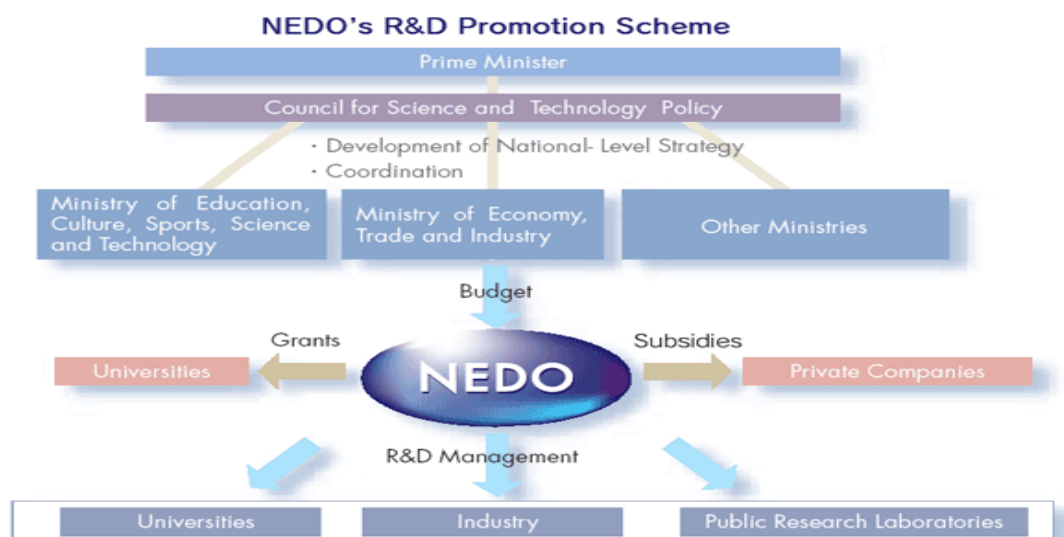 NEDO's R&D Promotion Scheme
Prime Minister
Council for Science and Technology Policy
· Development of National- Level Strategy
· Coordination
Ministry of Education,
Culture, Sports, Science
and Technology
Ministry of Economy,
Trade and Industry
Other Ministries
Budget
Grants
Subsidies
Universities
NEDO
Private Companies
R&D Management
Universities
Industry
Public Research Laboratories